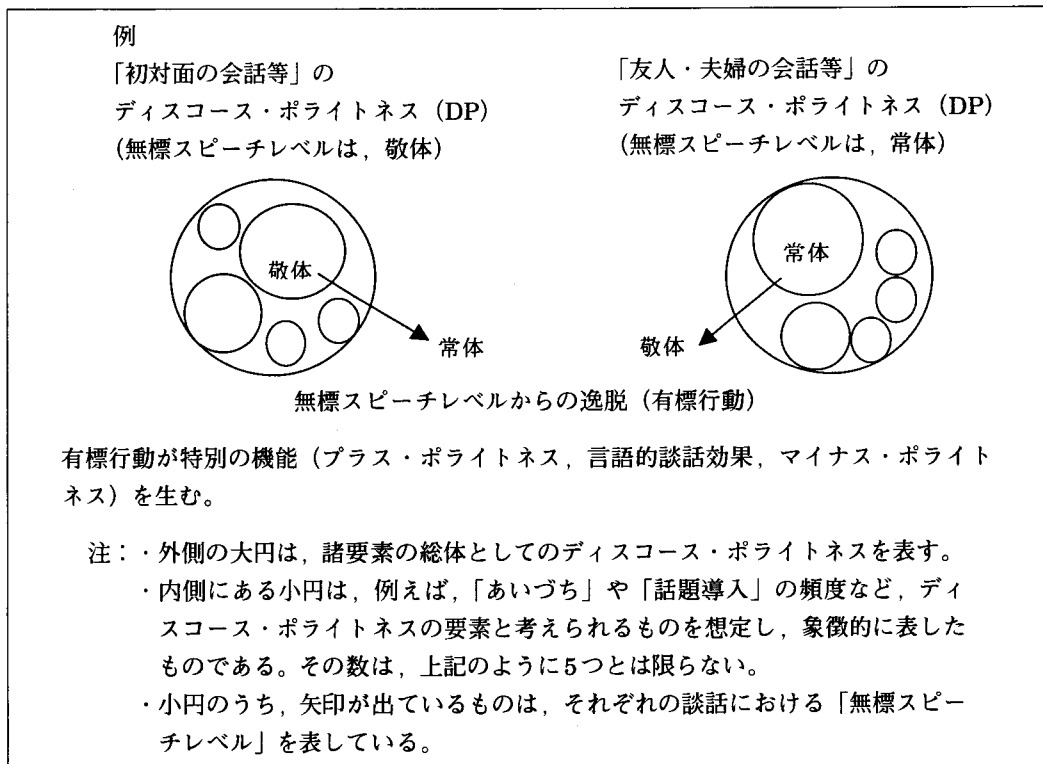 例
「初対面の会話等」の
ディスコース・ポライトネス（DP）
(無標スピーチレベルは，敬体)
「友人・夫婦の会話等」の
ディスコース・ポライトネス（DP）
(無標スピーチレベルは，常体)
敬体
常体
常体
敬体
無標スピーチレベルからの逸脱（有標行動）
有標行動が特別の機能（プラス・ポライトネス，言語的談話効果，マイナス・ポライト
ネス）を生む。
注：・外側の大円は，諸要素の総体としてのディスコース・ポライトネスを表す。
・内側にある小円は，例えば，「あいづち」や「話題導入」の頻度など，ディ
スコース・ポライトネスの要素と考えられるものを想定し，象徴的に表した
ものである。その数は，上記のように5つとは限らない。
・小円のうち，矢印が出ているものは，それぞれの談話における「無標スピー
チレベル」を表している。